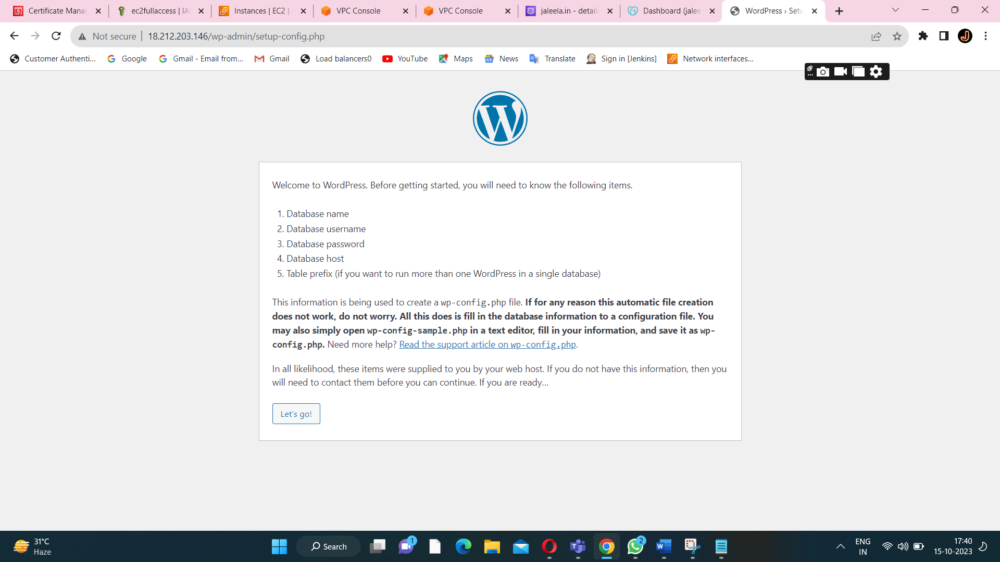 Certificate Manag
ec2fullaccess | IA
Instances | EC2 |
VPC Console
VPC Console
jaleela.in - details
Dashboard (jalee
WordPress › Setu
Not secure
18.212.203.146/wp-admin/setup-config.php
Customer Authenti...
Google
Gmail - Email from...
Gmail
Load balancers0
YouTube
Maps
News
Translate
Sign in [Jenkins]
Network interfaces...
Welcome to WordPress. Before getting started, you will need to know the following items.
1. Database name
2. Database username
3. Database password
4. Database host
5. Table prefix (if you want to run more than one WordPress in a single database)
This information is being used to create a wp-config.php file. If for any reason this automatic file creation
does not work, do not worry. All this does is fill in the database information to a configuration file. You
may also simply open wp-config-sample.php in a text editor, fill in your information, and save it as wp-
config.php. Need more help? Read the support article on wp-config.php.
In all likelihood, these items were supplied to you by your web host. If you do not have this information, then you
will need to contact them before you can continue. If you are ready…
Let's go!
31°C
Haze
Search
1
2
ENG
IN
17:40
15-10-2023